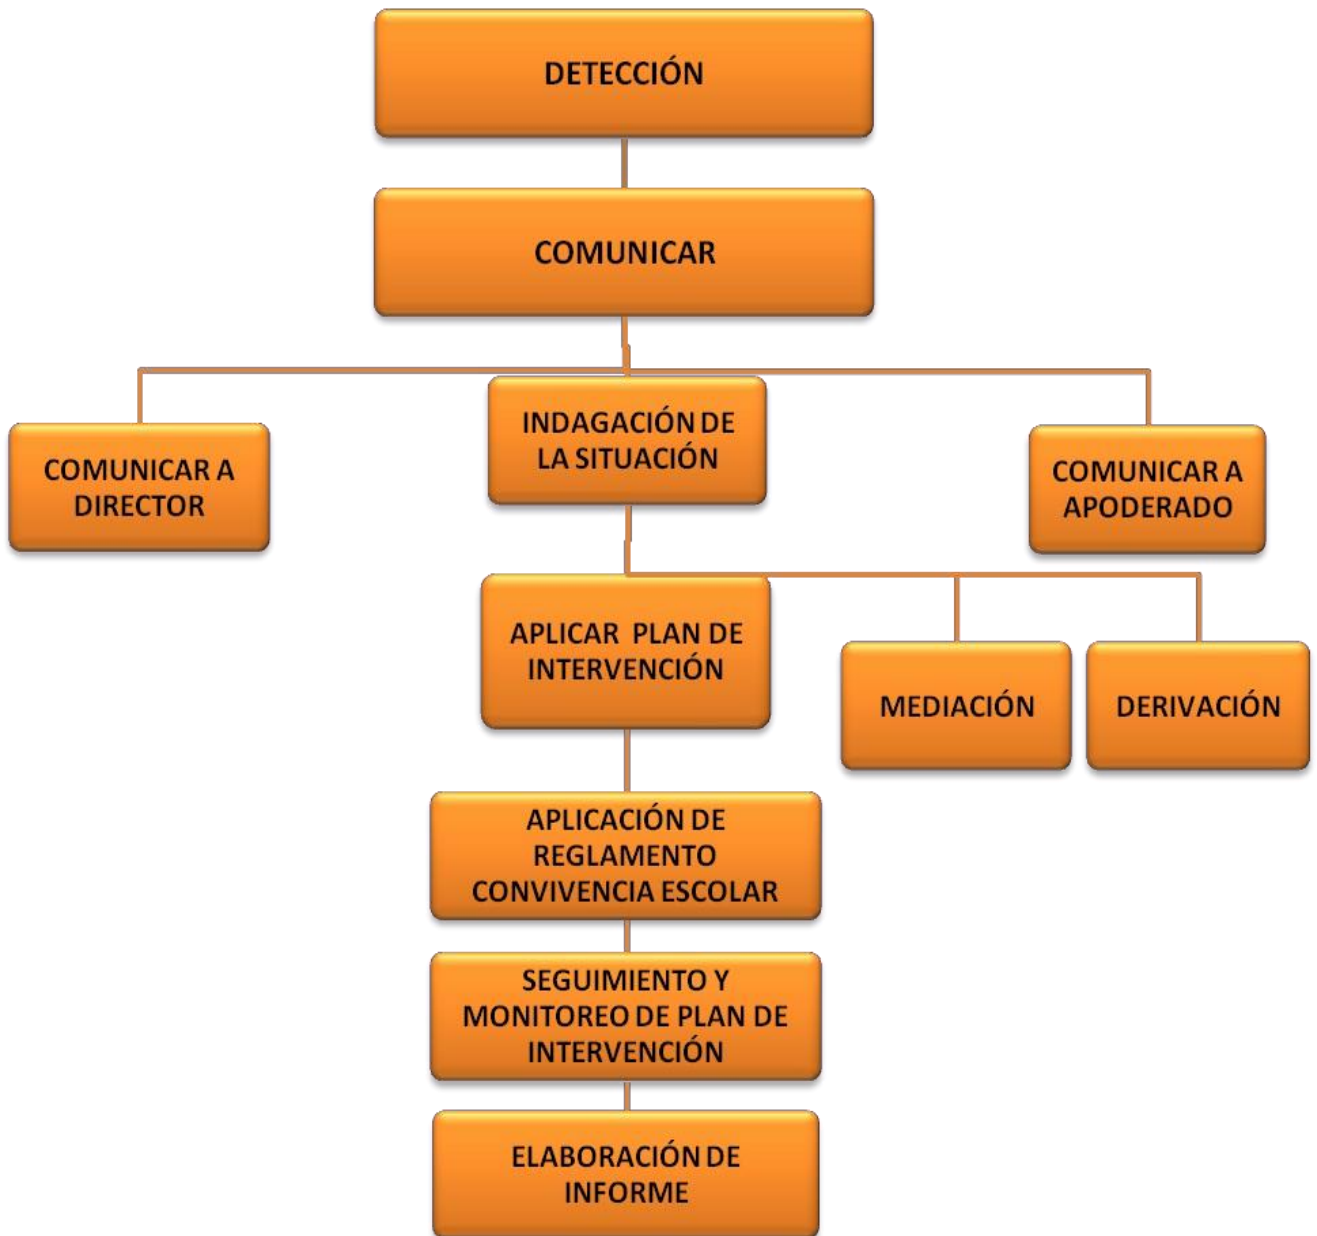 DETECCIÓN
COMUNICAR
COMUNICAR A
DIRECTOR
INDAGACIÓN DE
LA SITUACIÓN
COMUNICAR A
APODERADO
APLICAR PLAN DE
INTERVENCIÓN
MEDIACIÓN
DERIVACIÓN
APLICACIÓN DE
REGLAMENTO
CONVIVENCIA ESCOLAR
SEGUIMIENTO Y
MONITOREO DE PLAN DE
INTERVENCIÓN
ELABORACIÓN DE
INFORME